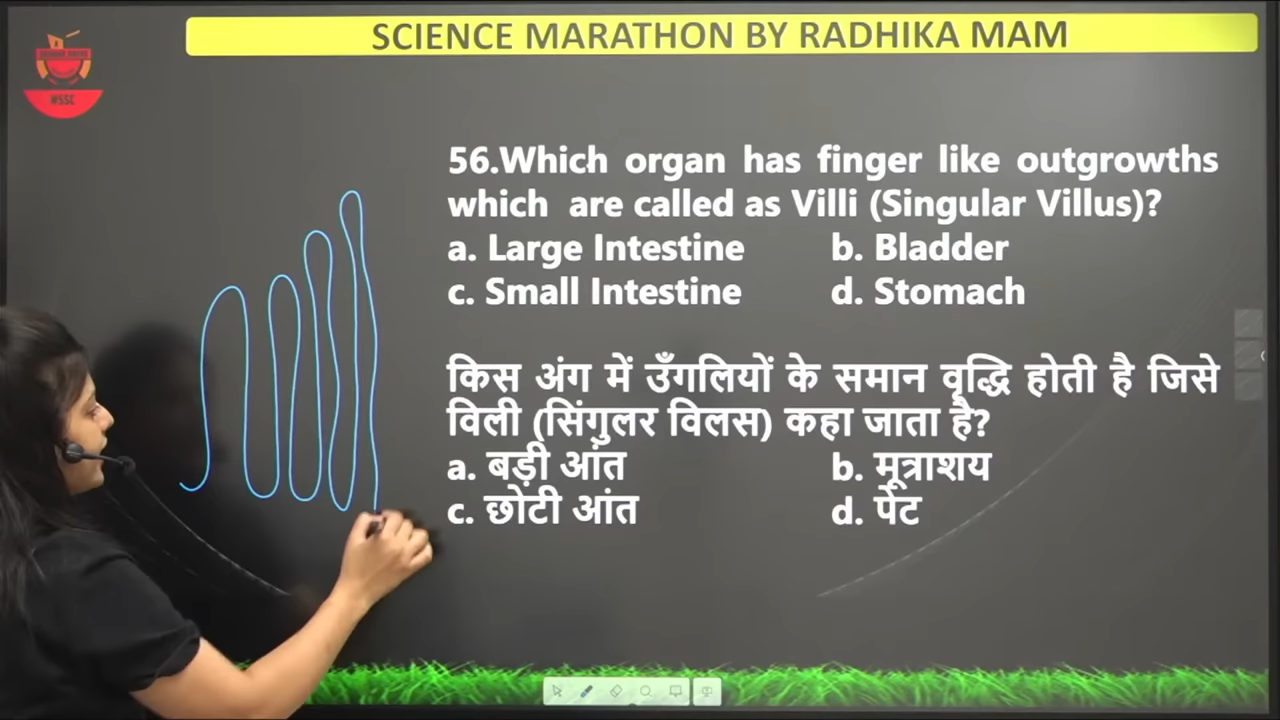 SCIENCE MARATHON BY RADHIKA MAM
#SSC
56.Which organ has finger like outgrowths
which are called as Villi (Singular Villus)?
a. Large Intestine b. Bladder
c. Small Intestine d. Stomach
किस अंग में उँगलियों के समान वृद्धि होती है जिसे
विली (सिंगुलर विलस) कहा जाता है?
a. बड़ी आंत b. मूत्राशय
c. छोटी आंत d. पेट